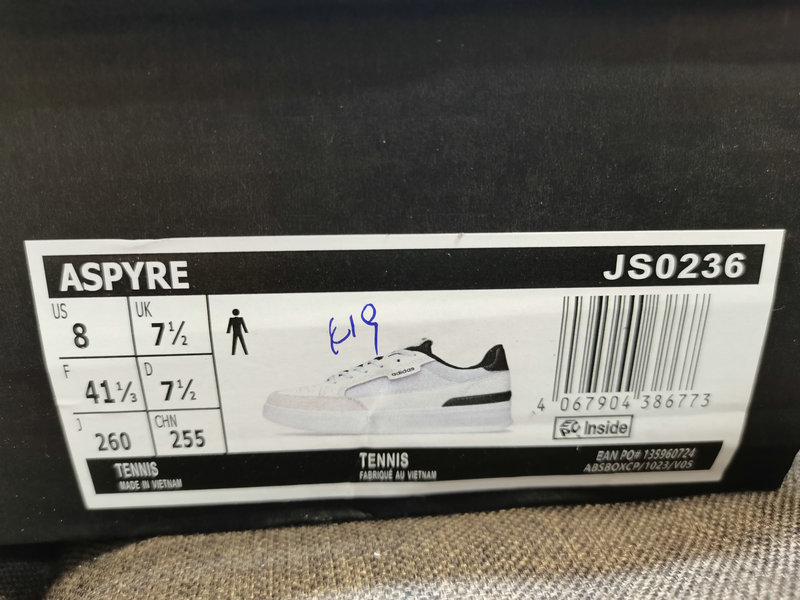 ASPYRE JS0236
US 8 UK 7½
F 41⅓ D 7½
J 260 CHN 255
adidas
4 067904 386773
Inside
TENNIS
MADE IN VIETNAM
TENNIS
FABRIQUÉ AU VIETNAM
EAN PO# 135960724
ABSBOXCP/1023/V05